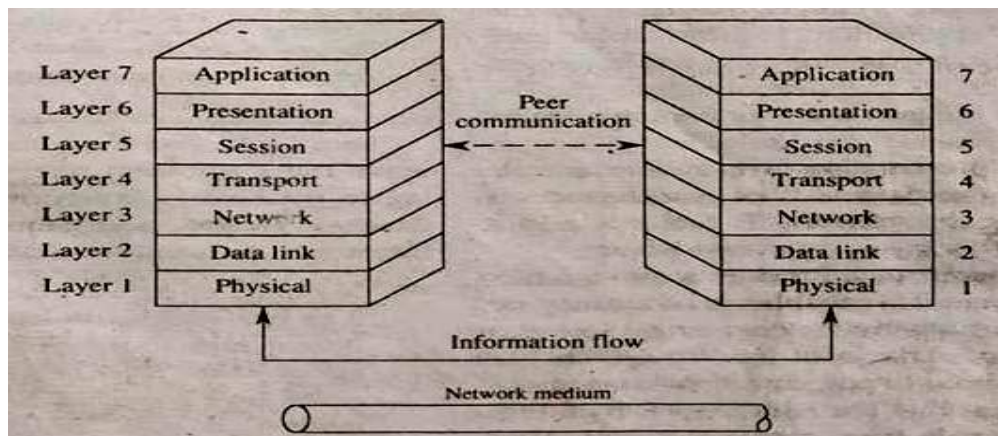 Layer 7 Application Application 7
Layer 6 Presentation Peer Presentation 6
communication
Layer 5 Session Session 5
Layer 4 Transport Transport 4
Layer 3 Network Network 3
Layer 2 Data link Data link 2
Layer 1 Physical Physical 1
Information flow
Network medium